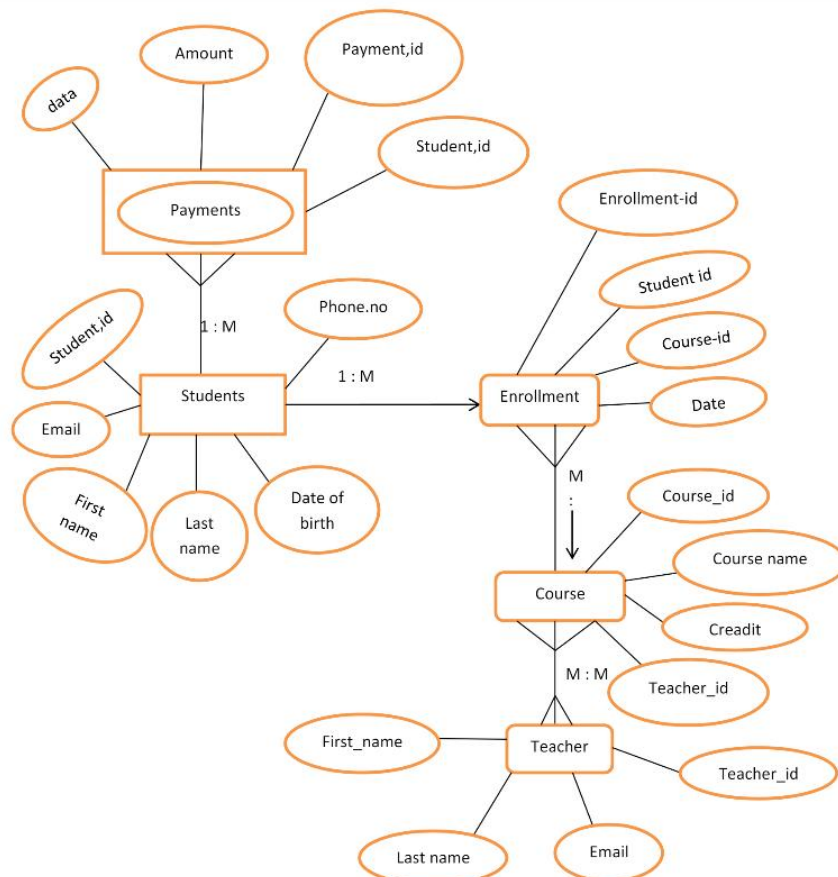 Amount
Payment,id
data
Student,id
Payments
Enrollment-id
Student id
Phone.no
Student,id
1 : M
Course-id
1 : M
Students
Enrollment
Date
Email
First
name
Last
name
Date of
birth
M
:
Course_id
Course name
Course
Creadit
M : M
Teacher_id
First_name
Teacher
Teacher_id
Last name
Email